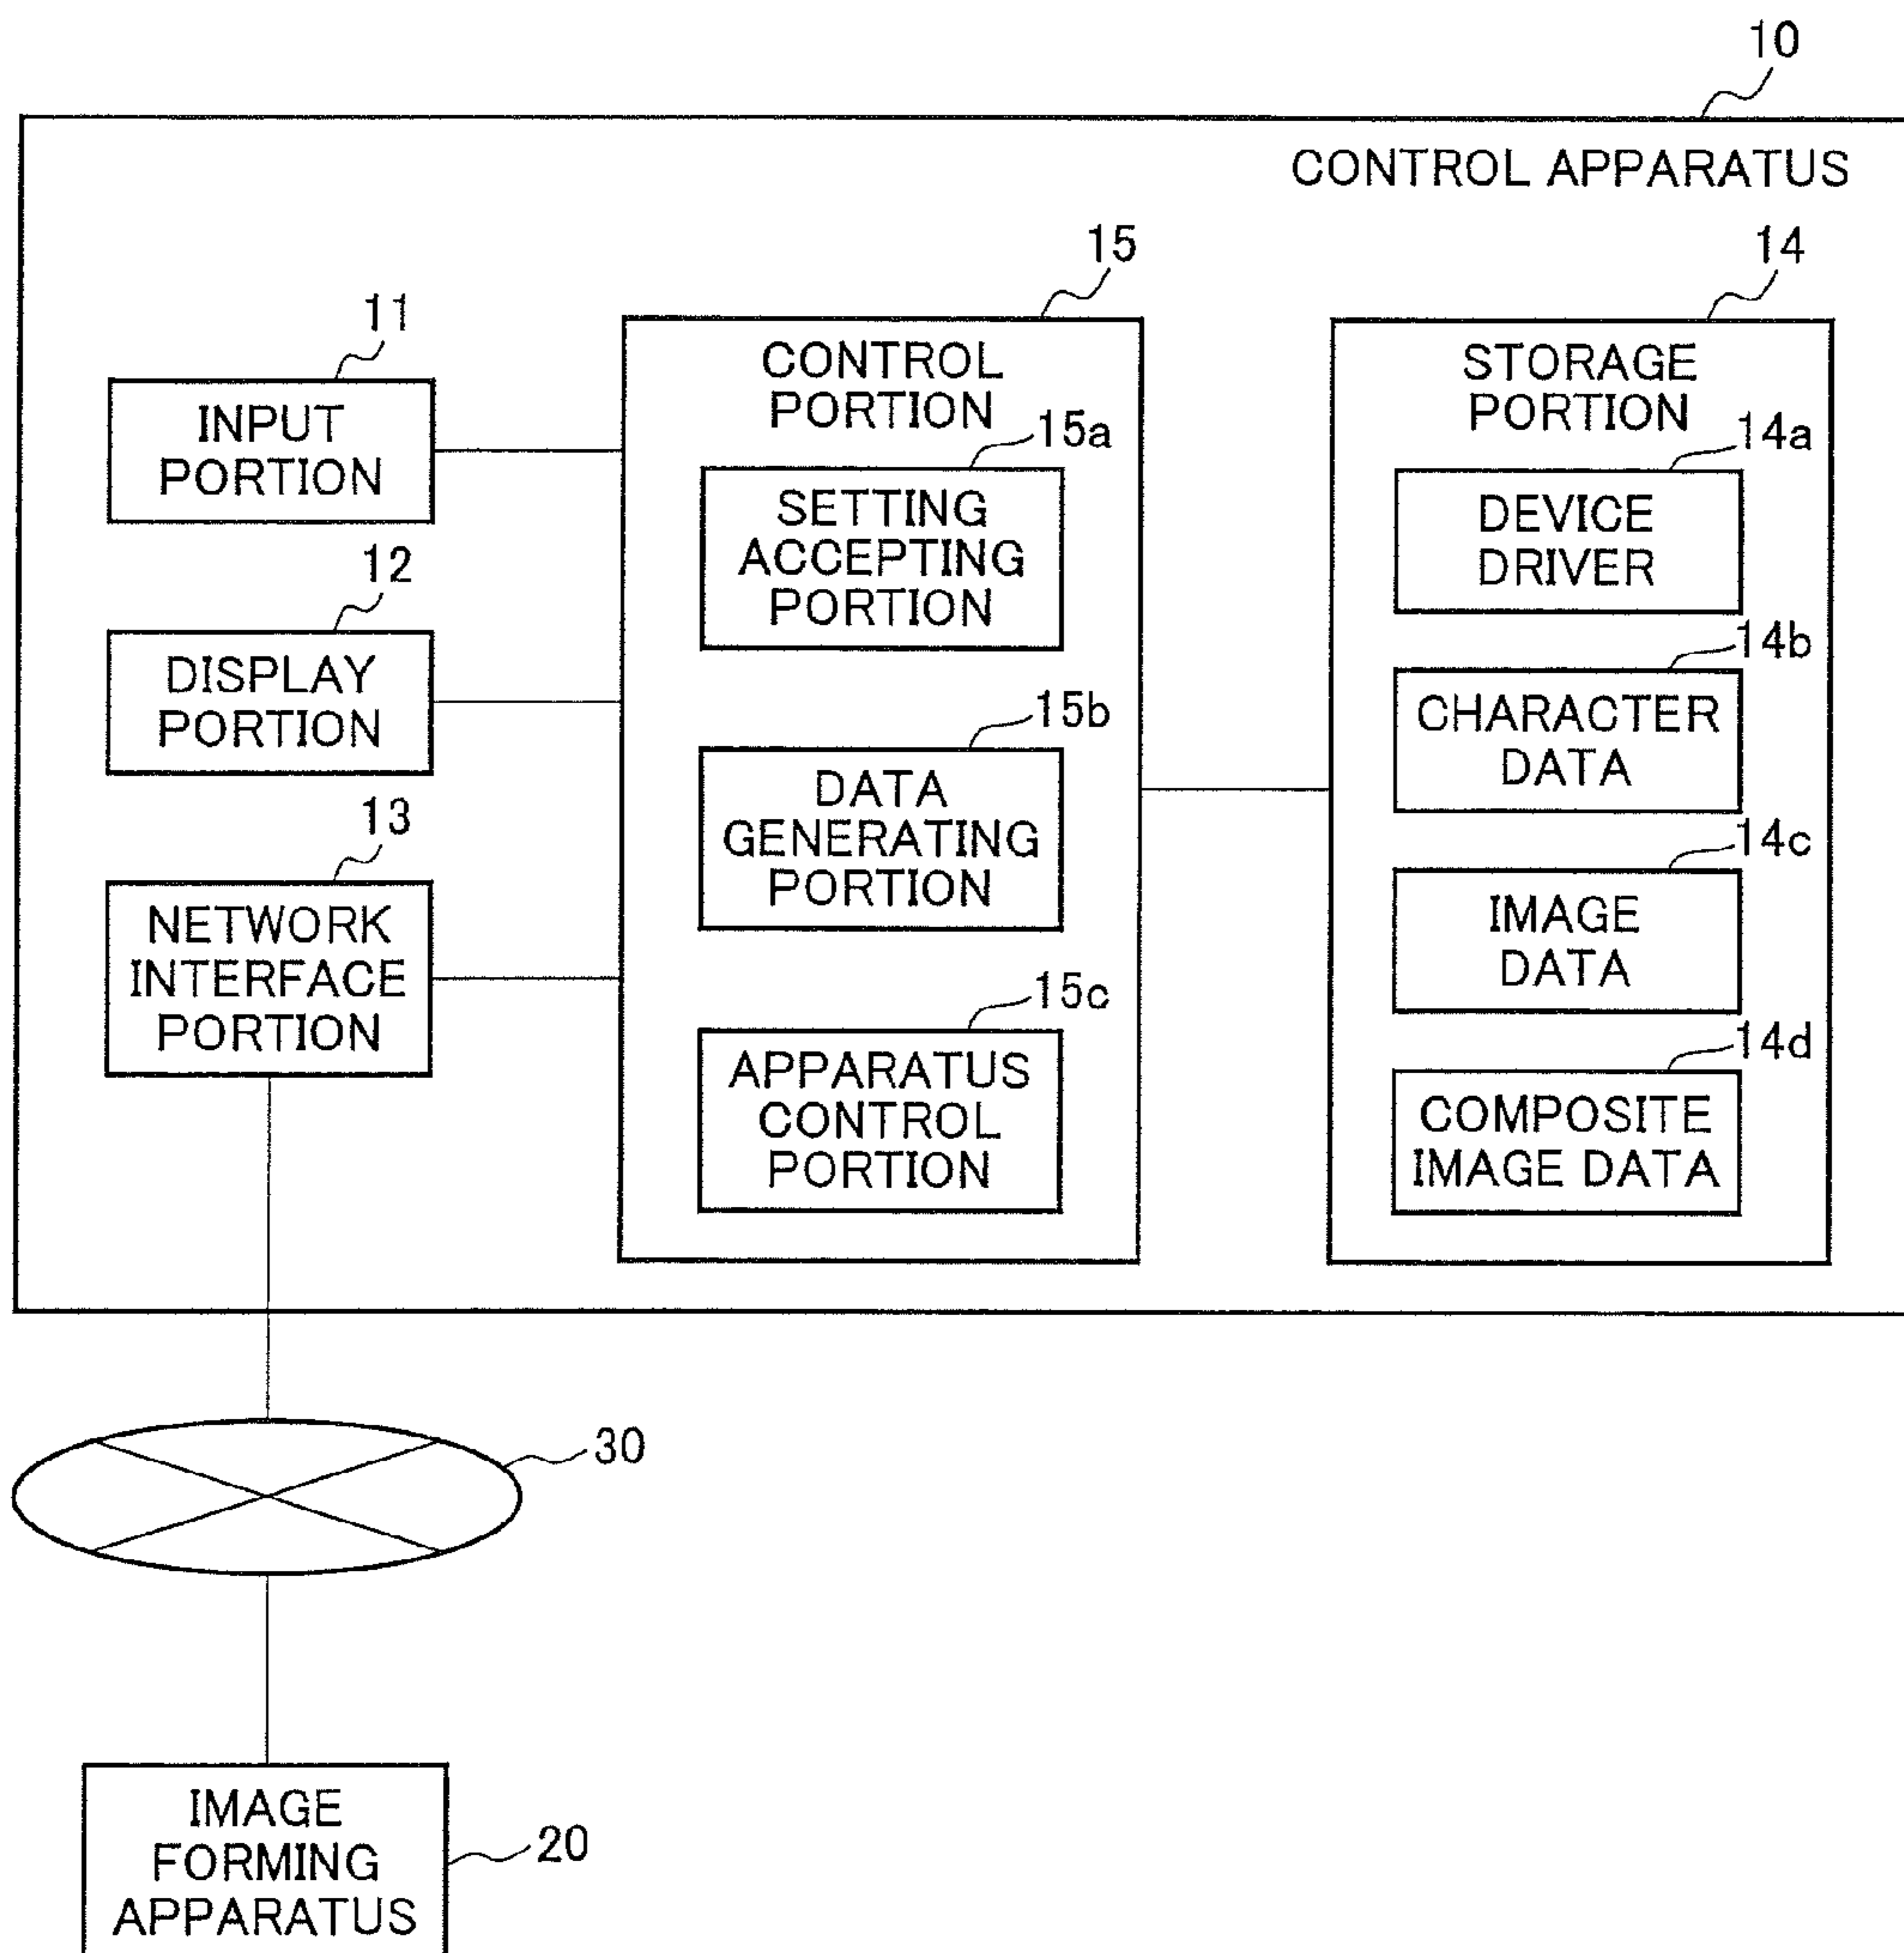 10
CONTROL APPARATUS
11
INPUT
PORTION
12
DISPLAY
PORTION
13
NETWORK
INTERFACE
PORTION
15
CONTROL
PORTION
15a
SETTING
ACCEPTING
PORTION
15b
DATA
GENERATING
PORTION
15c
APPARATUS
CONTROL
PORTION
14
STORAGE
PORTION
14a
DEVICE
DRIVER
14b
CHARACTER
DATA
14c
IMAGE
DATA
14d
COMPOSITE
IMAGE DATA
30
IMAGE
FORMING
APPARATUS
20